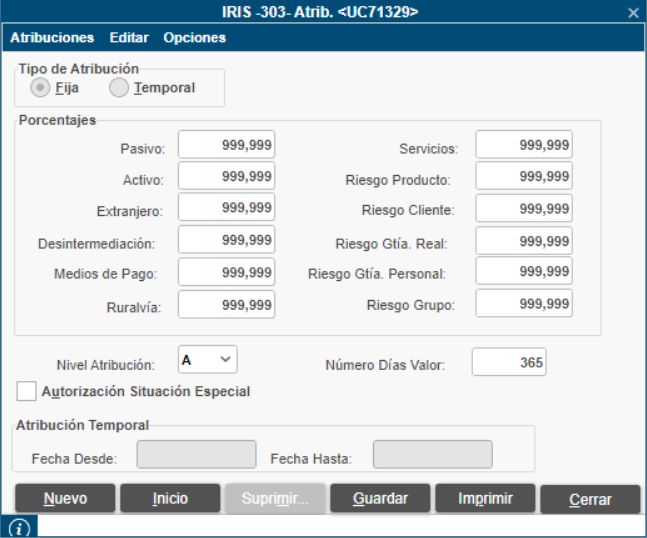 IRIS -303- Atrib. <UC71329>
Atribuciones Editar Opciones
Tipo de Atribución
Fija Temporal
Porcentajes
Pasivo: 999,999 Servicios: 999,999
Activo: 999,999 Riesgo Producto: 999,999
Extranjero: 999,999 Riesgo Cliente: 999,999
Desintermediación: 999,999 Riesgo Gtía. Real: 999,999
Medios de Pago: 999,999 Riesgo Gtía. Personal: 999,999
Ruralvía: 999,999 Riesgo Grupo: 999,999
Nivel Atribución: A Número Días Valor: 365
Autorización Situación Especial
Atribución Temporal
Fecha Desde: Fecha Hasta:
Nuevo Inicio Suprimir... Guardar Imprimir Cerrar